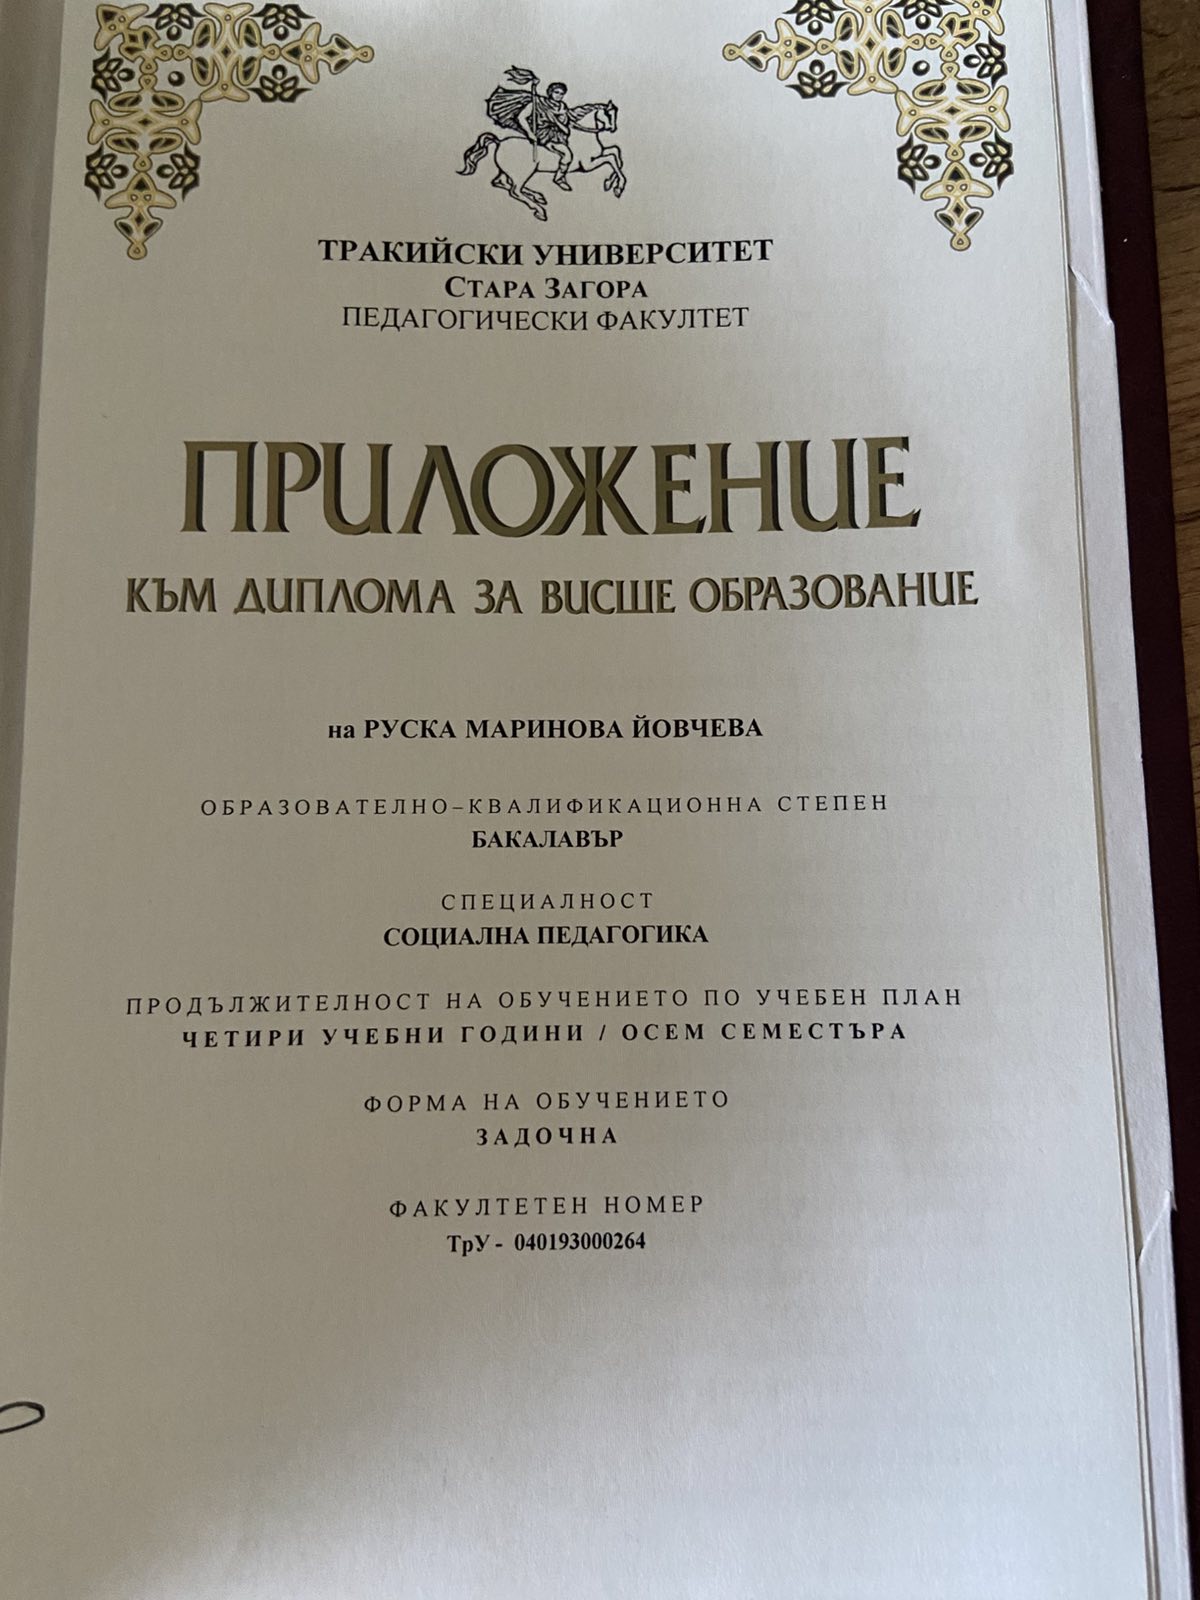 ТРАКИЙСКИ УНИВЕРСИТЕТ
СТАРА ЗАГОРА
ПЕДАГОГИЧЕСКИ ФАКУЛТЕТ
ПРИЛОЖЕНИЕ
КЪМ ДИПЛОМА ЗА ВИСШЕ ОБРАЗОВАНИЕ
на РУСКА МАРИНОВА ЙОВЧЕВА
ОБРАЗОВАТЕЛНО–КВАЛИФИКАЦИОННА СТЕПЕН
БАКАЛАВЪР
СПЕЦИАЛНОСТ
СОЦИАЛНА ПЕДАГОГИКА
ПРОДЪЛЖИТЕЛНОСТ НА ОБУЧЕНИЕТО ПО УЧЕБЕН ПЛАН
ЧЕТИРИ УЧЕБНИ ГОДИНИ / ОСЕМ СЕМЕСТЪРА
ФОРМА НА ОБУЧЕНИЕТО
ЗАДОЧНА
ФАКУЛТЕТЕН НОМЕР
ТрУ - 040193000264